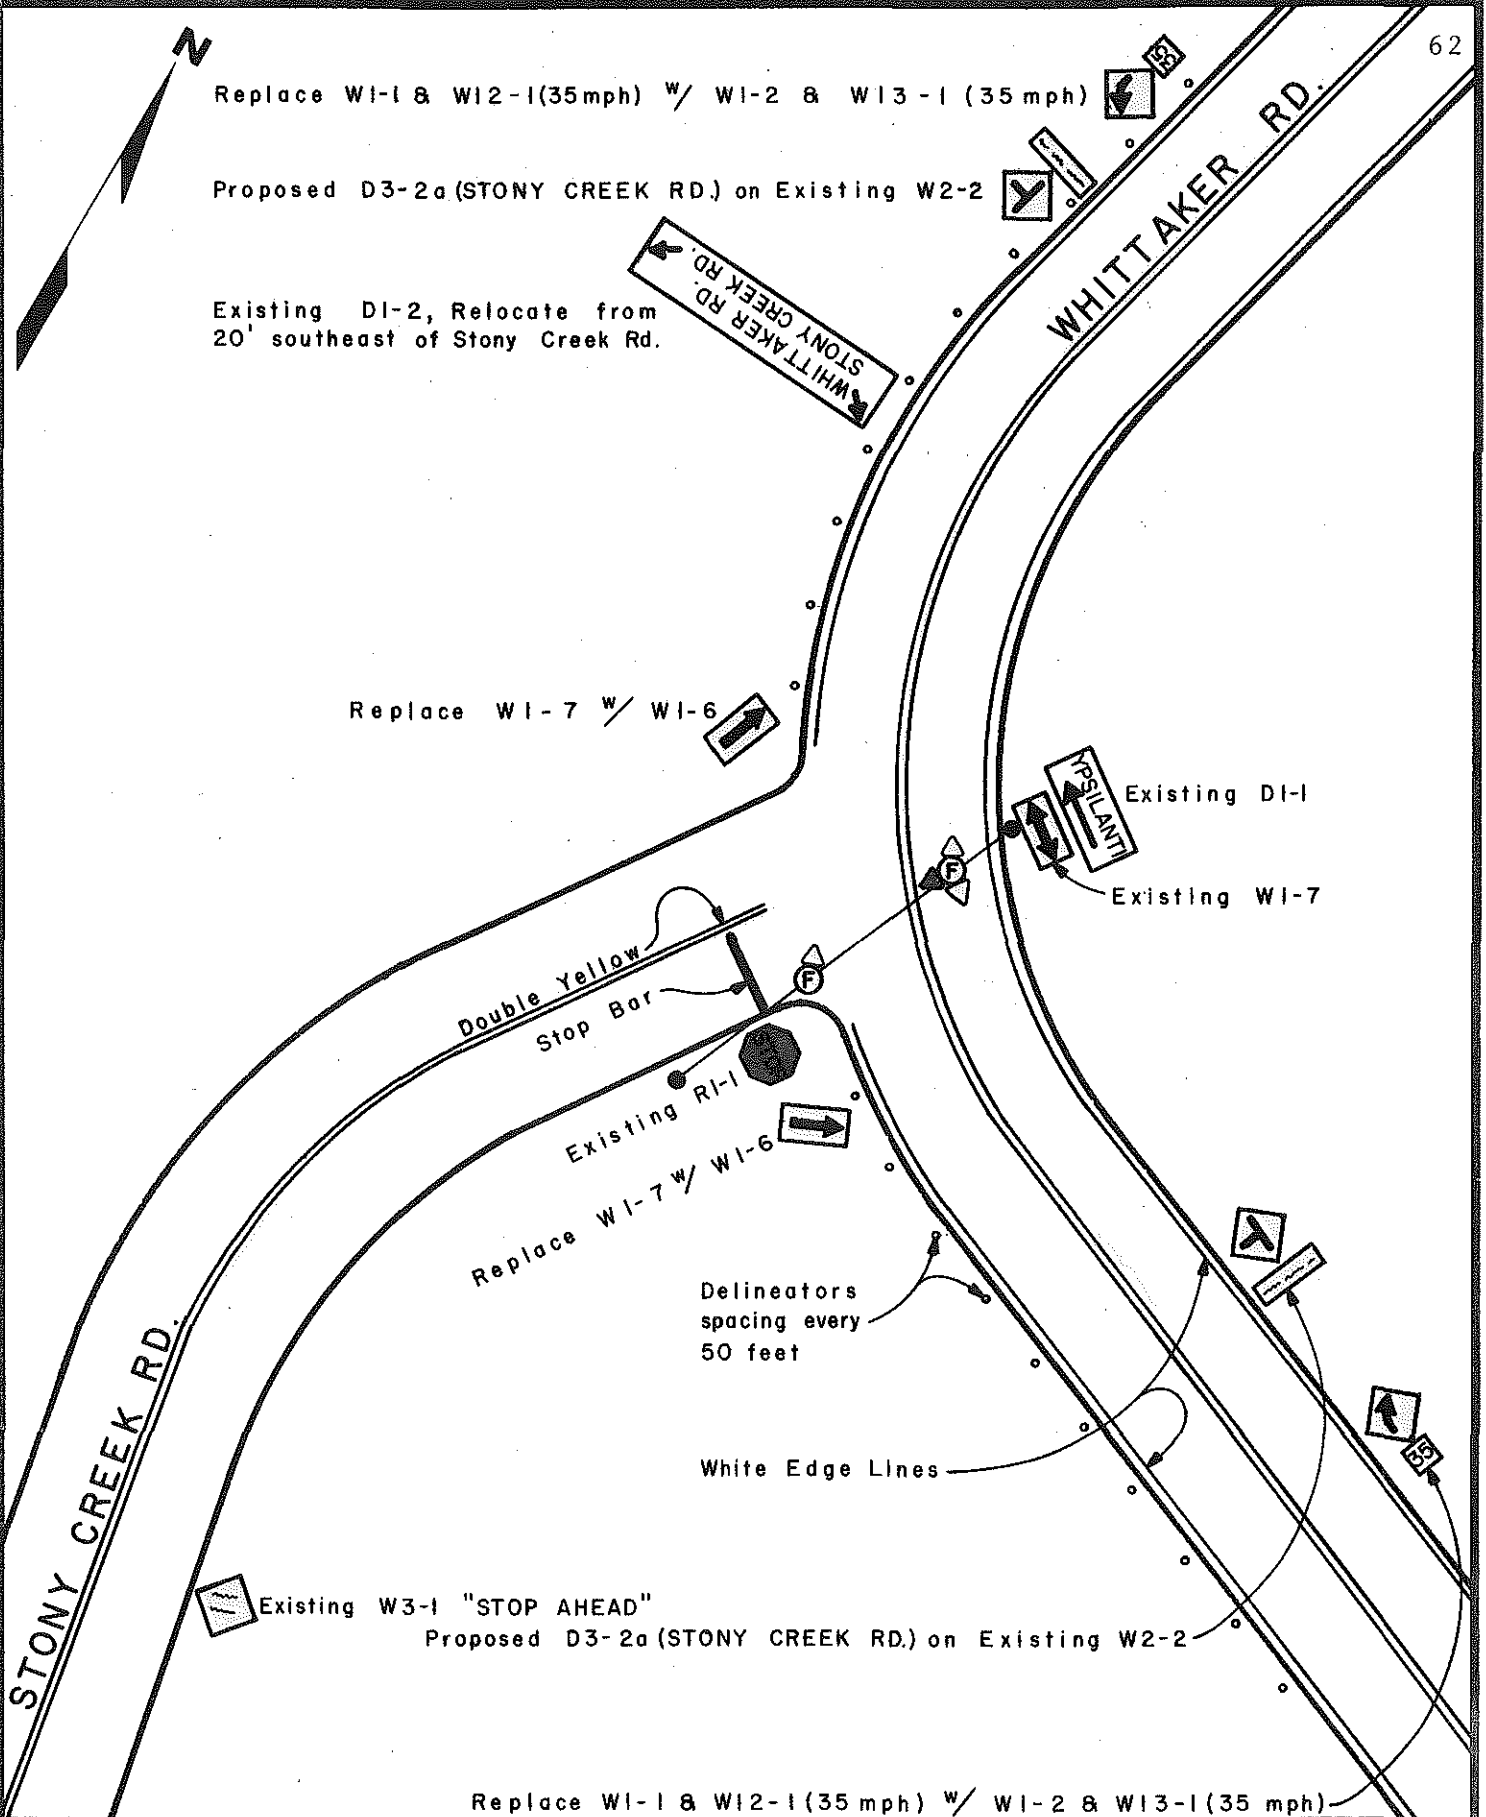 N
62
Replace W1-1 & W12-1(35mph) w/ W1-2 & W13-1 (35 mph)
35
WHITTAKER RD.
Proposed D3-2a (STONY CREEK RD.) on Existing W2-2
WHITTAKER RD.
STONY CREEK RD.
Existing D1-2, Relocate from
20' southeast of Stony Creek Rd.
Replace W1-7 w/ W1-6
YPSILANTI
Existing D1-1
F
Existing W1-7
Double Yellow
Stop Bar
F
STOP
Existing R1-1
Replace W1-7 w/ W1-6
Delineators
spacing every
50 feet
STONY CREEK RD.
35
White Edge Lines
Existing W3-1 "STOP AHEAD"
Proposed D3-2a (STONY CREEK RD.) on Existing W2-2
Replace W1-1 & W12-1(35 mph) w/ W1-2 & W13-1(35 mph)